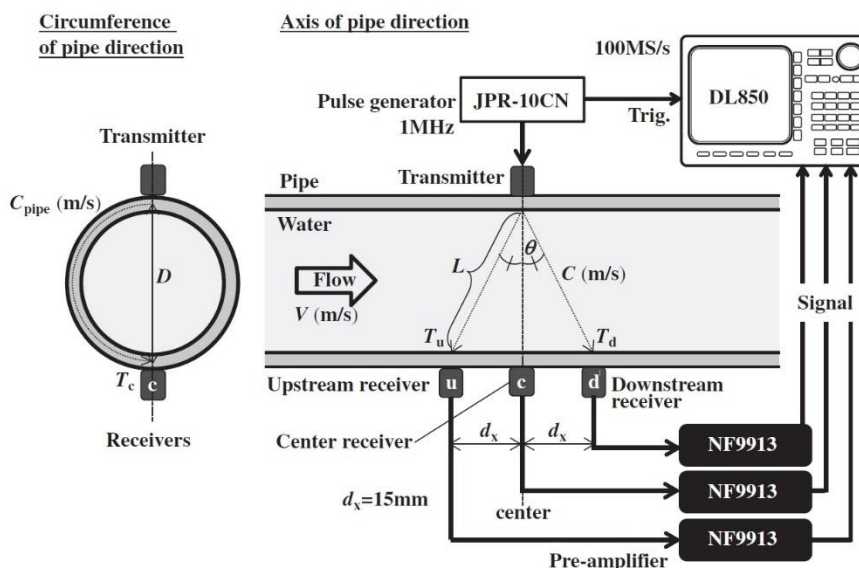 Circumference
of pipe direction
Axis of pipe direction
100MS/s
DL850
Pulse generator
1MHz
JPR-10CN
Trig.
Transmitter
Transmitter
C_pipe (m/s)
Pipe
Water
D
L
θ
C (m/s)
Flow
V (m/s)
Signal
T_u
T_d
T_c
c
Upstream receiver
u
c
d
Downstream
receiver
Receivers
Center receiver
d_x
d_x
NF9913
d_x=15mm
center
NF9913
Pre-amplifier
NF9913